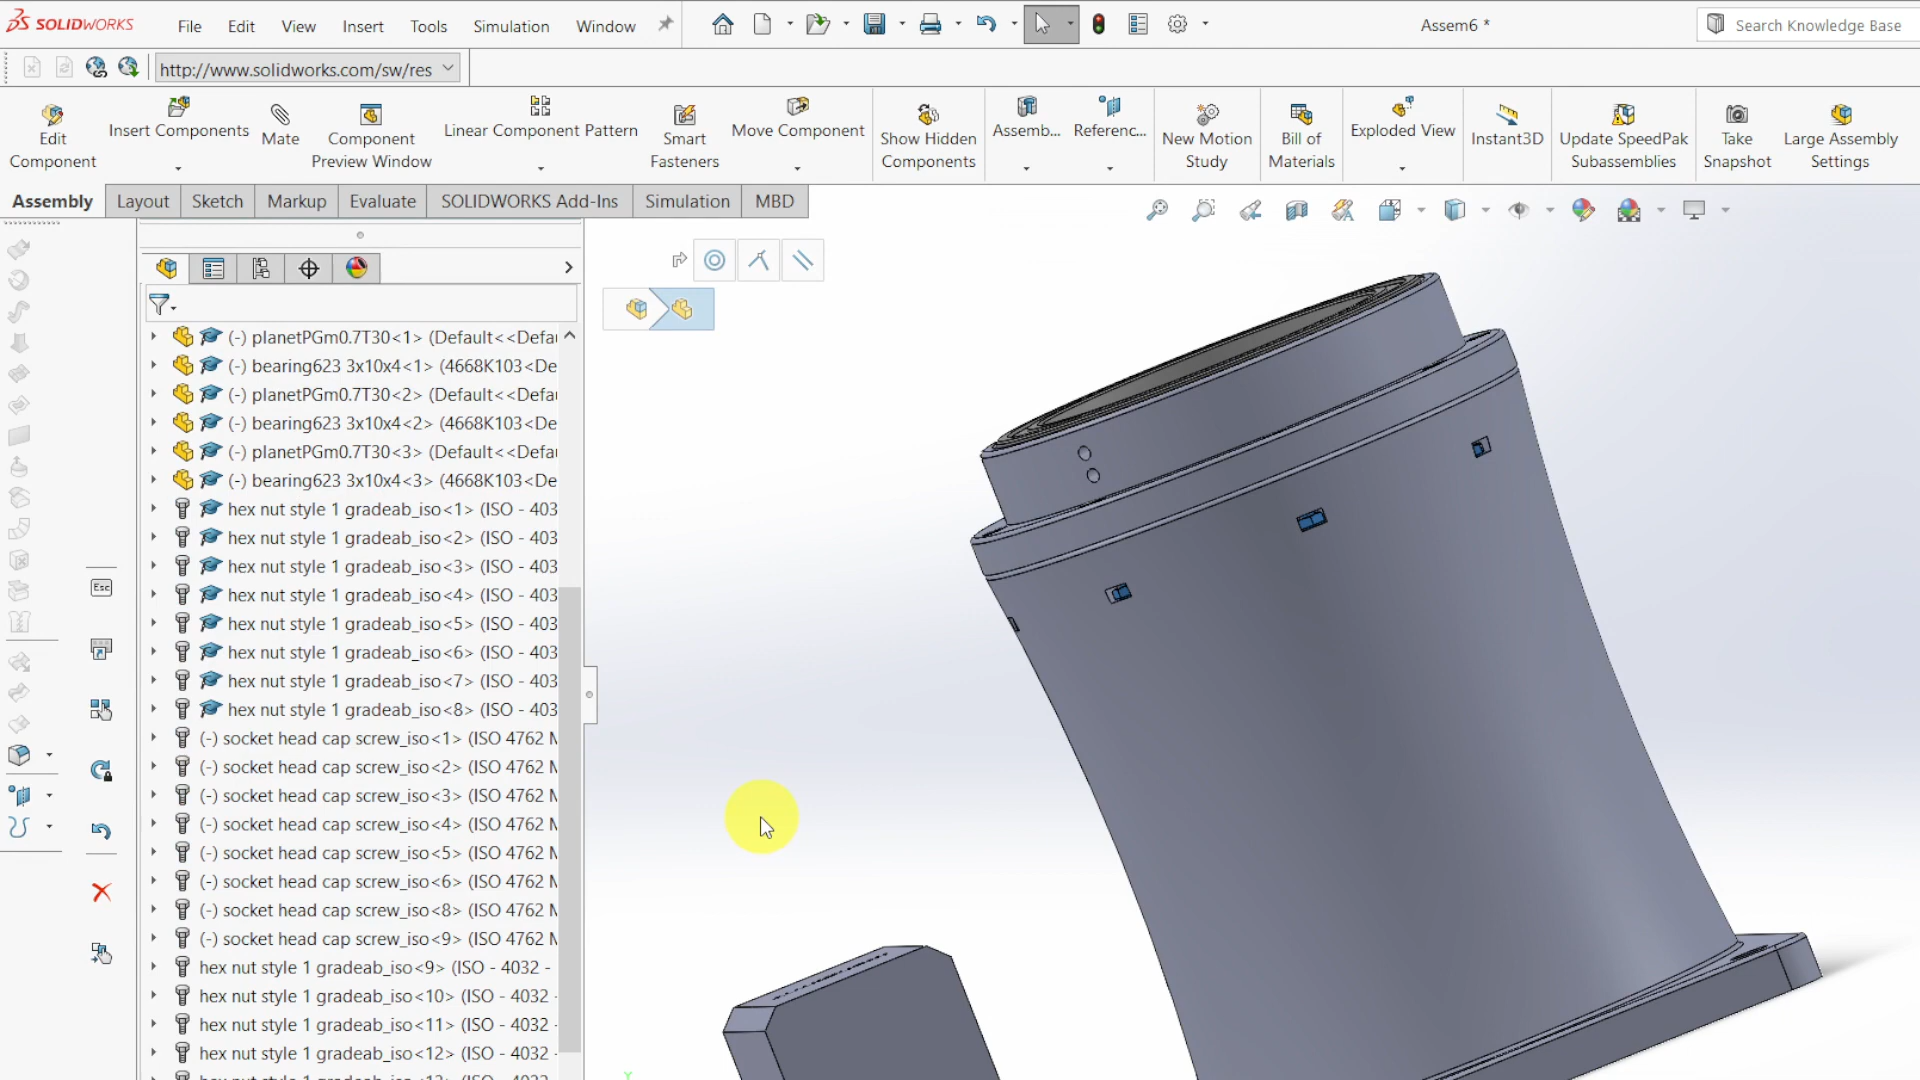 SOLIDWORKS File Edit View Insert Tools Simulation Window Assem6 * Search Knowledge Base
http://www.solidworks.com/sw/res
Edit Component
Insert Components
Mate
Component Preview Window
Linear Component Pattern
Smart Fasteners
Move Component
Show Hidden Components
Assemb...
Referenc...
New Motion Study
Bill of Materials
Exploded View
Instant3D
Update SpeedPak Subassemblies
Take Snapshot
Large Assembly Settings
Assembly Layout Sketch Markup Evaluate SOLIDWORKS Add-Ins Simulation MBD
(-) planetPGm0.7T30<1> (Default<<Defau
(-) bearing623 3x10x4<1> (4668K103<De
(-) planetPGm0.7T30<2> (Default<<Defau
(-) bearing623 3x10x4<2> (4668K103<De
(-) planetPGm0.7T30<3> (Default<<Defau
(-) bearing623 3x10x4<3> (4668K103<De
hex nut style 1 gradeab_iso<1> (ISO - 403
hex nut style 1 gradeab_iso<2> (ISO - 403
hex nut style 1 gradeab_iso<3> (ISO - 403
hex nut style 1 gradeab_iso<4> (ISO - 403
hex nut style 1 gradeab_iso<5> (ISO - 403
Esc
hex nut style 1 gradeab_iso<6> (ISO - 403
hex nut style 1 gradeab_iso<7> (ISO - 403
hex nut style 1 gradeab_iso<8> (ISO - 403
(-) socket head cap screw_iso<1> (ISO 4762 M
(-) socket head cap screw_iso<2> (ISO 4762 M
(-) socket head cap screw_iso<3> (ISO 4762 M
(-) socket head cap screw_iso<4> (ISO 4762 M
(-) socket head cap screw_iso<5> (ISO 4762 M
(-) socket head cap screw_iso<6> (ISO 4762 M
(-) socket head cap screw_iso<8> (ISO 4762 M
(-) socket head cap screw_iso<9> (ISO 4762 M
hex nut style 1 gradeab_iso<9> (ISO - 4032 -
hex nut style 1 gradeab_iso<10> (ISO - 4032 -
hex nut style 1 gradeab_iso<11> (ISO - 4032 -
hex nut style 1 gradeab_iso<12> (ISO - 4032 -